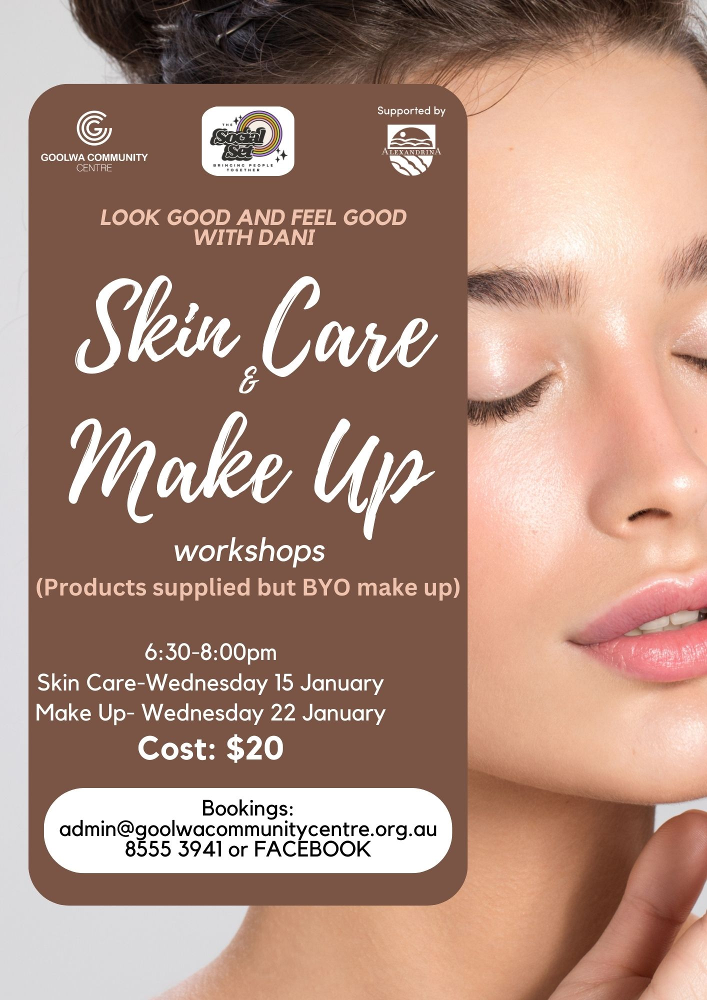 GOOLWA COMMUNITY
CENTRE
THE
Social
Set
BRINGING PEOPLE
TOGETHER
Supported by
ALEXANDRINA
LOOK GOOD AND FEEL GOOD
WITH DANI
Skin Care
&
Make Up
workshops
(Products supplied but BYO make up)
6:30-8:00pm
Skin Care-Wednesday 15 January
Make Up- Wednesday 22 January
Cost: $20
Bookings:
admin@goolwacommunitycentre.org.au
8555 3941 or FACEBOOK